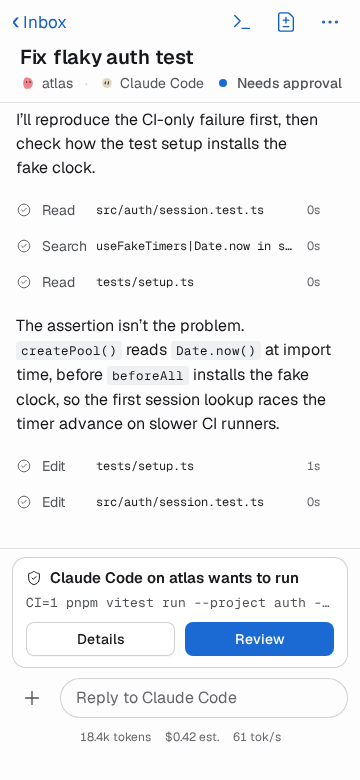 Inbox
Fix flaky auth test
atlas · Claude Code Needs approval
I’ll reproduce the CI-only failure first, then
check how the test setup installs the
fake clock.
Read src/auth/session.test.ts 0s
Search useFakeTimers|Date.now in s… 0s
Read tests/setup.ts 0s
The assertion isn’t the problem.
createPool() reads Date.now() at import
time, before beforeAll installs the fake
clock, so the first session lookup races the
timer advance on slower CI runners.
Edit tests/setup.ts 1s
Edit src/auth/session.test.ts 0s
Claude Code on atlas wants to run
CI=1 pnpm vitest run --project auth -…
Details Review
Reply to Claude Code
18.4k tokens $0.42 est. 61 tok/s